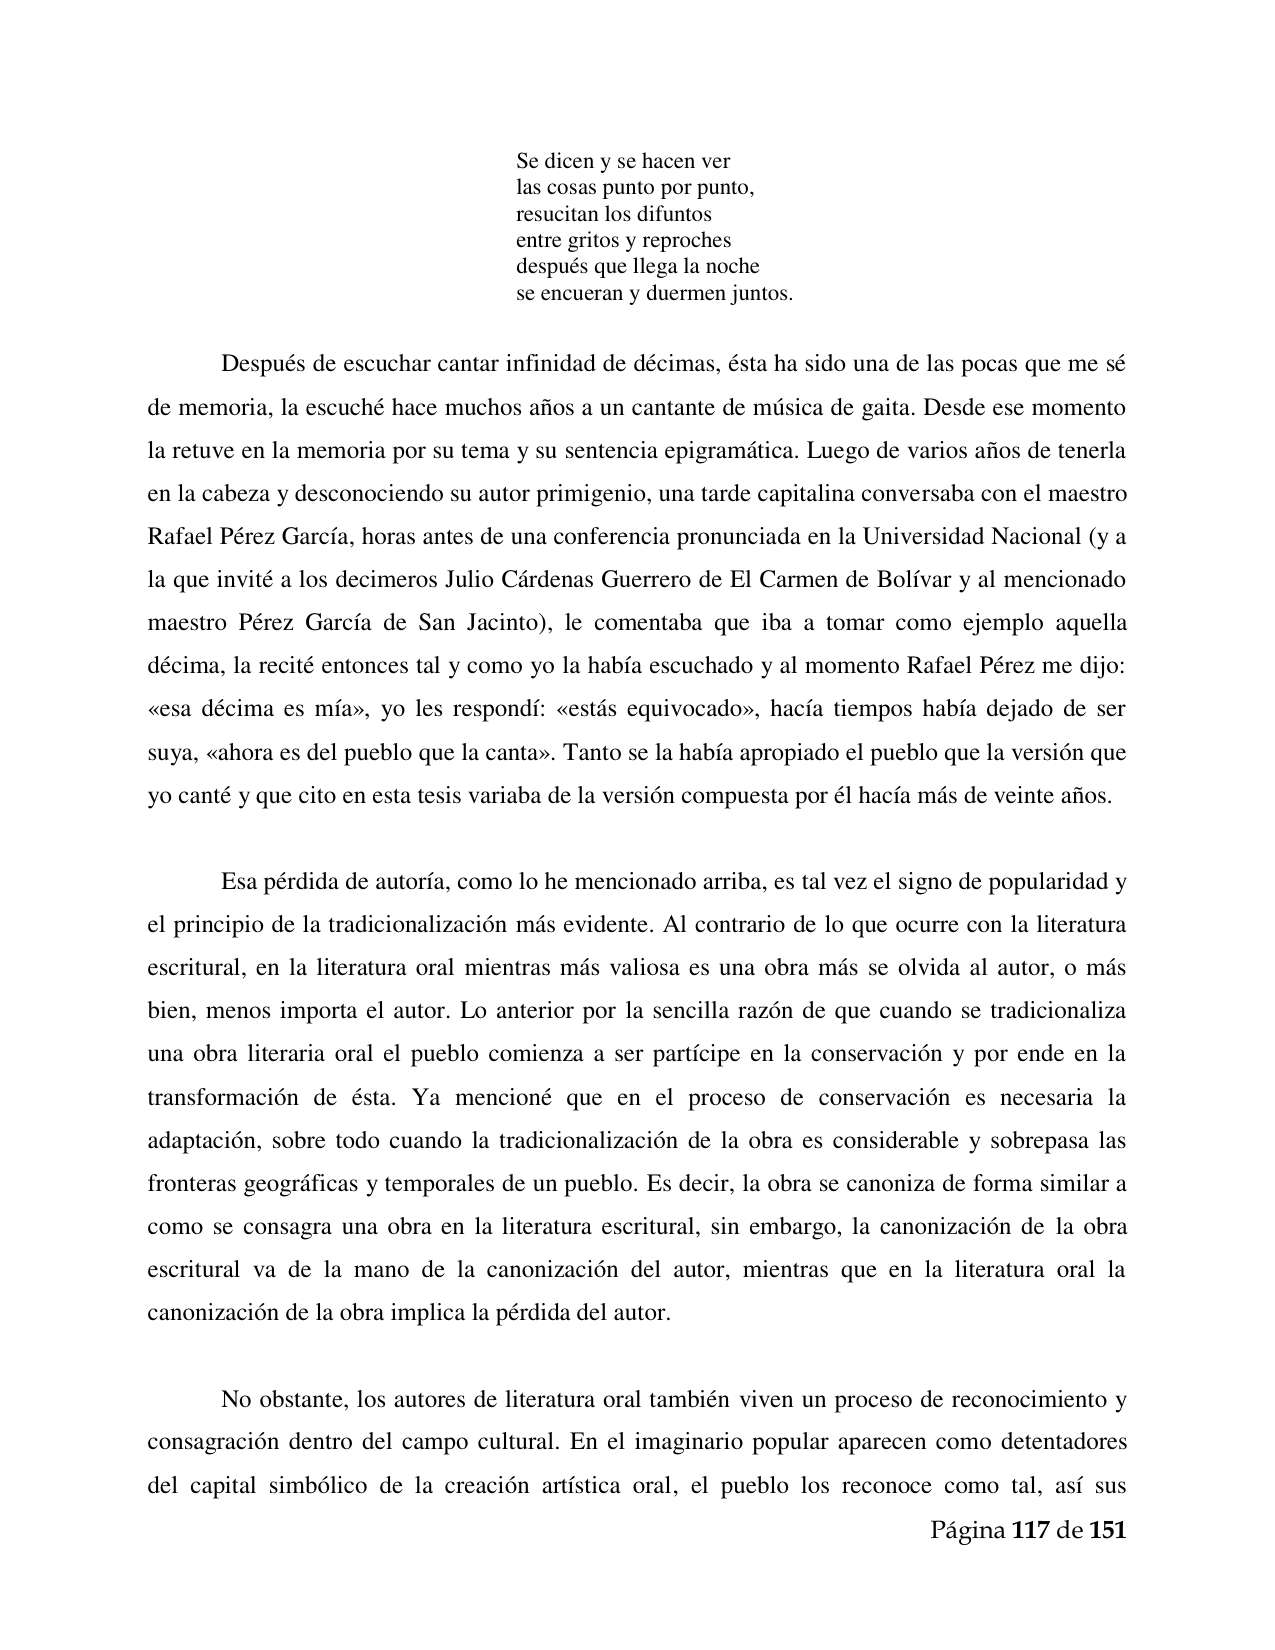 Se dicen y se hacen ver
las cosas punto por punto,
resucitan los difuntos
entre gritos y reproches
después que llega la noche
se encueran y duermen juntos.
Después de escuchar cantar infinidad de décimas, ésta ha sido una de las pocas que me sé
de memoria, la escuché hace muchos años a un cantante de música de gaita. Desde ese momento
la retuve en la memoria por su tema y su sentencia epigramática. Luego de varios años de tenerla
en la cabeza y desconociendo su autor primigenio, una tarde capitalina conversaba con el maestro
Rafael Pérez García, horas antes de una conferencia pronunciada en la Universidad Nacional (y a
la que invité a los decimeros Julio Cárdenas Guerrero de El Carmen de Bolívar y al mencionado
maestro Pérez García de San Jacinto), le comentaba que iba a tomar como ejemplo aquella
décima, la recité entonces tal y como yo la había escuchado y al momento Rafael Pérez me dijo:
«esa décima es mía», yo les respondí: «estás equivocado», hacía tiempos había dejado de ser
suya, «ahora es del pueblo que la canta». Tanto se la había apropiado el pueblo que la versión que
yo canté y que cito en esta tesis variaba de la versión compuesta por él hacía más de veinte años.
Esa pérdida de autoría, como lo he mencionado arriba, es tal vez el signo de popularidad y
el principio de la tradicionalización más evidente. Al contrario de lo que ocurre con la literatura
escritural, en la literatura oral mientras más valiosa es una obra más se olvida al autor, o más
bien, menos importa el autor. Lo anterior por la sencilla razón de que cuando se tradicionaliza
una obra literaria oral el pueblo comienza a ser partícipe en la conservación y por ende en la
transformación de ésta. Ya mencioné que en el proceso de conservación es necesaria la
adaptación, sobre todo cuando la tradicionalización de la obra es considerable y sobrepasa las
fronteras geográficas y temporales de un pueblo. Es decir, la obra se canoniza de forma similar a
como se consagra una obra en la literatura escritural, sin embargo, la canonización de la obra
escritural va de la mano de la canonización del autor, mientras que en la literatura oral la
canonización de la obra implica la pérdida del autor.
No obstante, los autores de literatura oral también viven un proceso de reconocimiento y
consagración dentro del campo cultural. En el imaginario popular aparecen como detentadores
del capital simbólico de la creación artística oral, el pueblo los reconoce como tal, así sus
Página 117 de 151